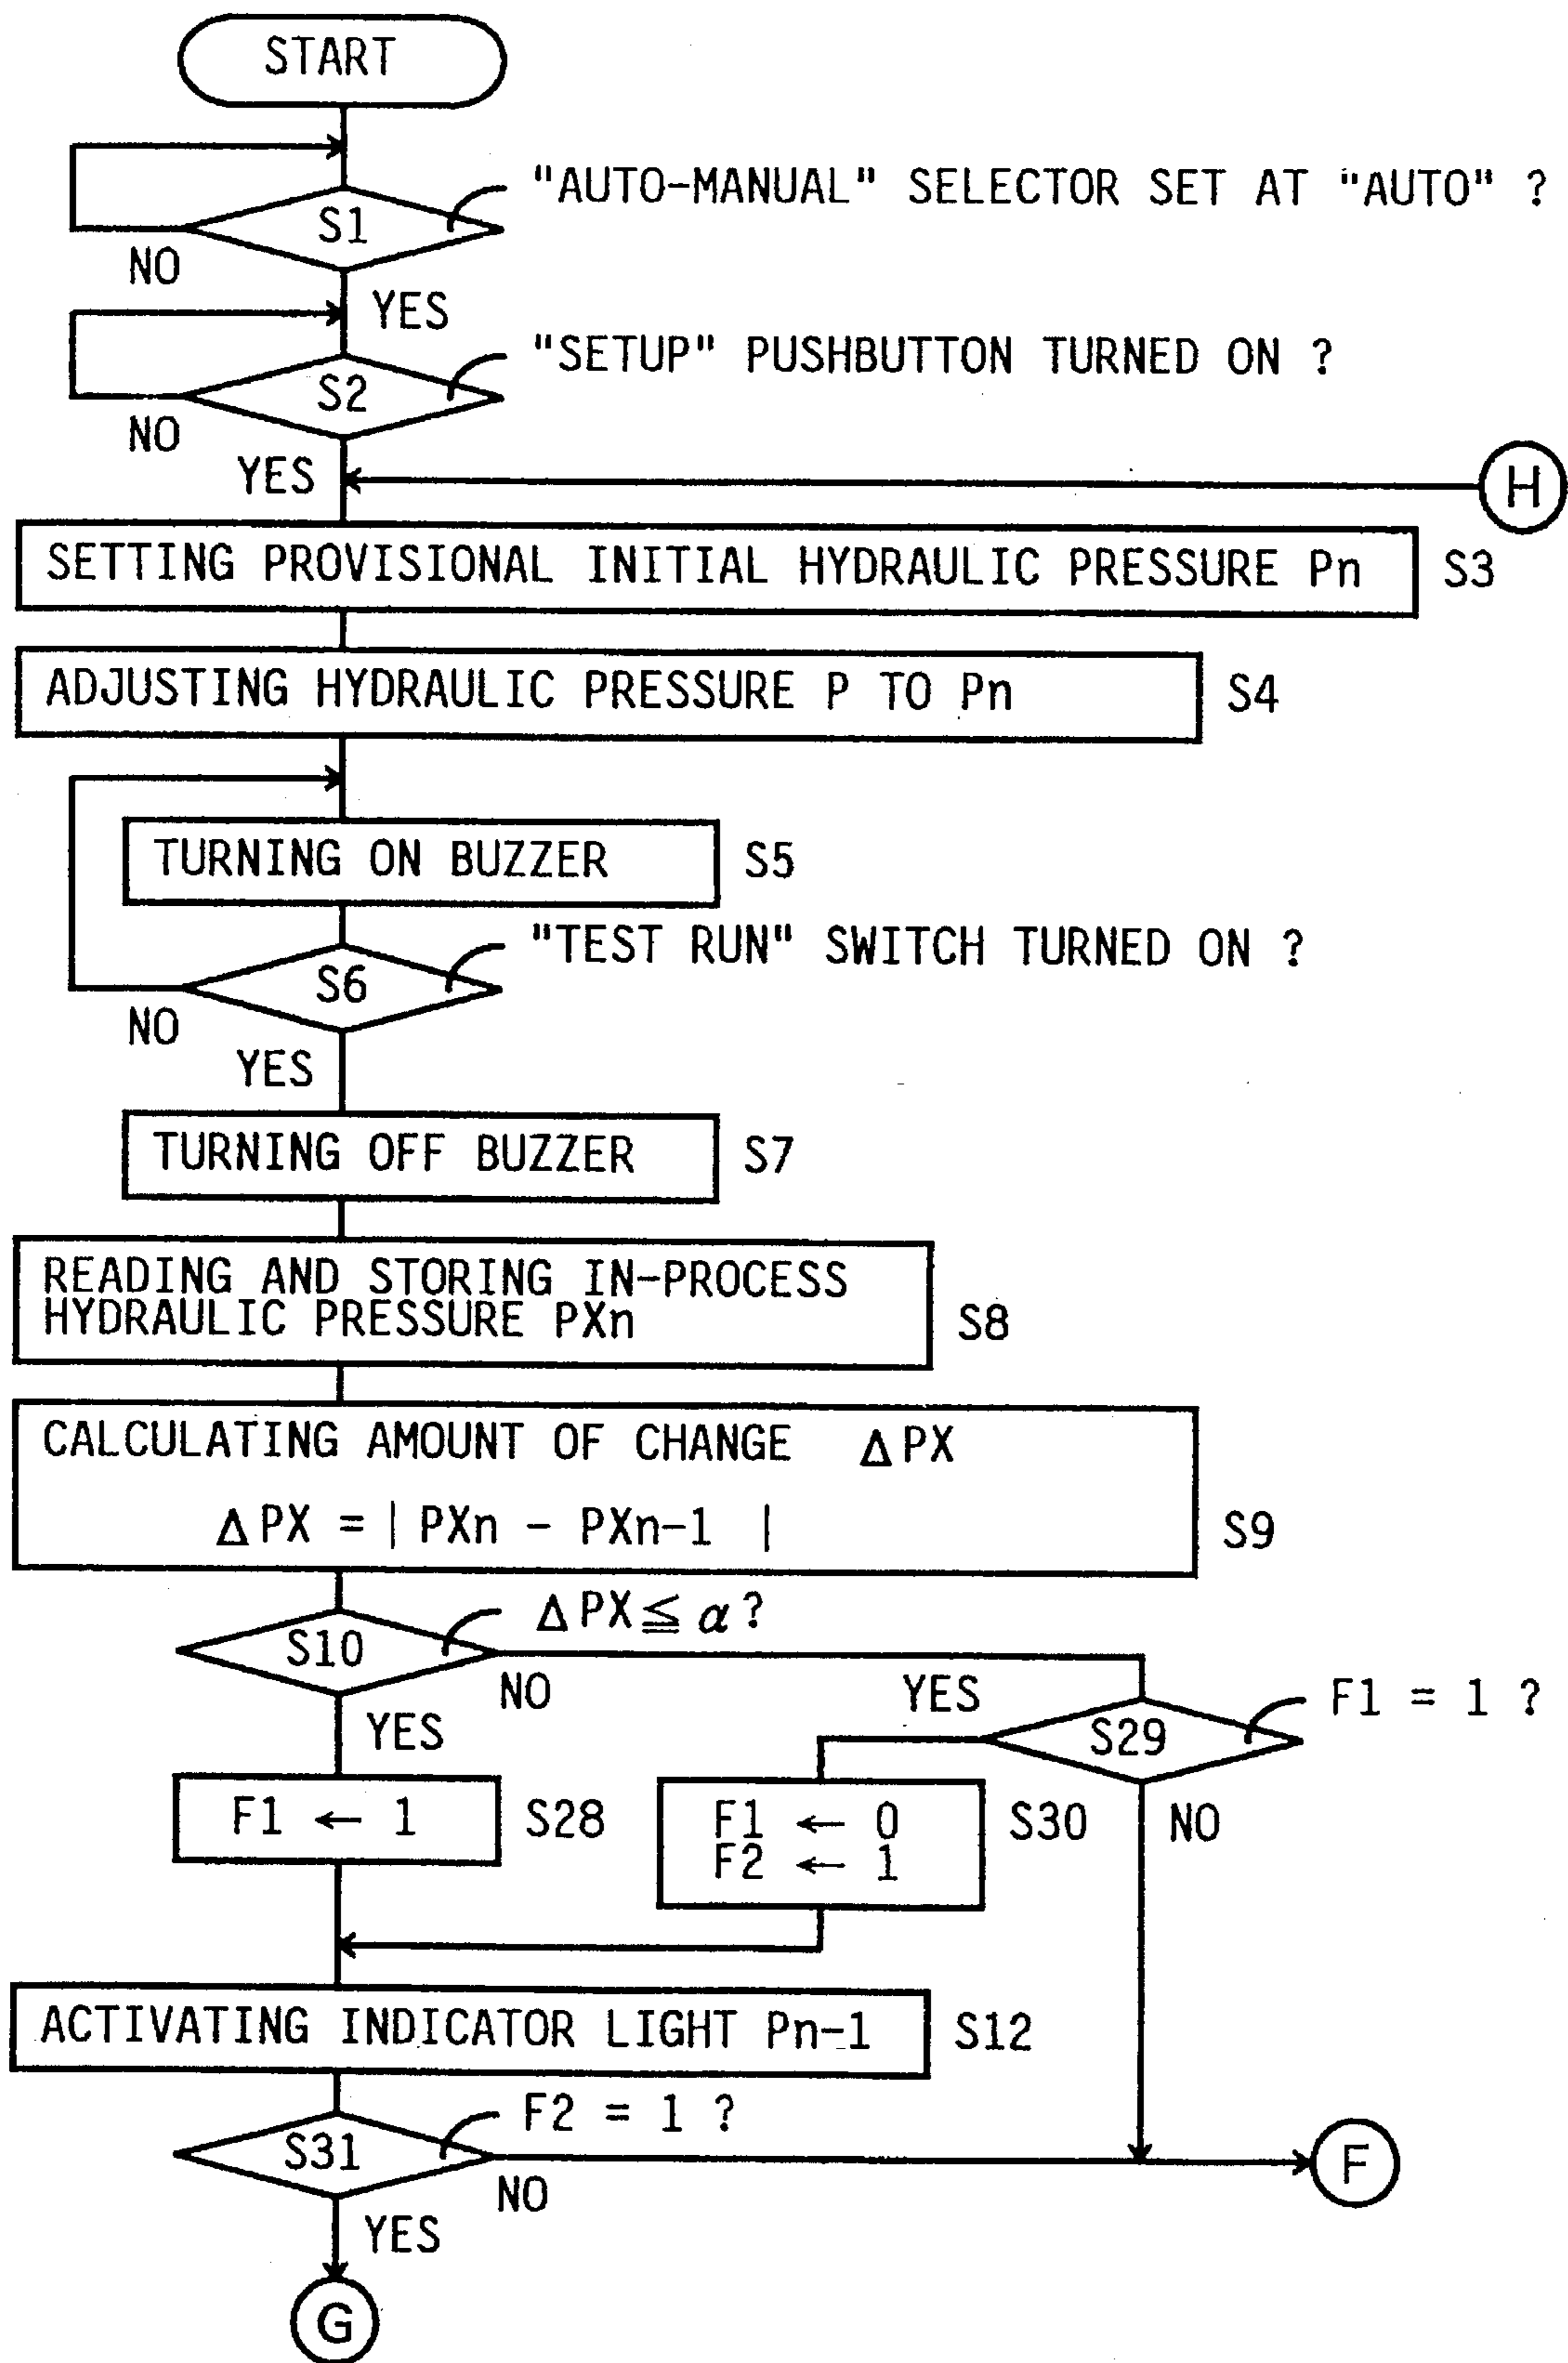 START
"AUTO-MANUAL" SELECTOR SET AT "AUTO" ?
S1
NO
YES
"SETUP" PUSHBUTTON TURNED ON ?
S2
NO
YES
H
SETTING PROVISIONAL INITIAL HYDRAULIC PRESSURE Pn
S3
ADJUSTING HYDRAULIC PRESSURE P TO Pn
S4
TURNING ON BUZZER
S5
"TEST RUN" SWITCH TURNED ON ?
S6
NO
YES
TURNING OFF BUZZER
S7
READING AND STORING IN-PROCESS
HYDRAULIC PRESSURE PXn
S8
CALCULATING AMOUNT OF CHANGE ΔPX
ΔPX = | PXn - PXn-1 |
S9
ΔPX ≦ α ?
S10
NO
YES
YES
F1 = 1 ?
S29
F1 ← 1
S28
F1 ← 0
F2 ← 1
S30
NO
ACTIVATING INDICATOR LIGHT Pn-1
S12
F2 = 1 ?
S31
NO
F
YES
G